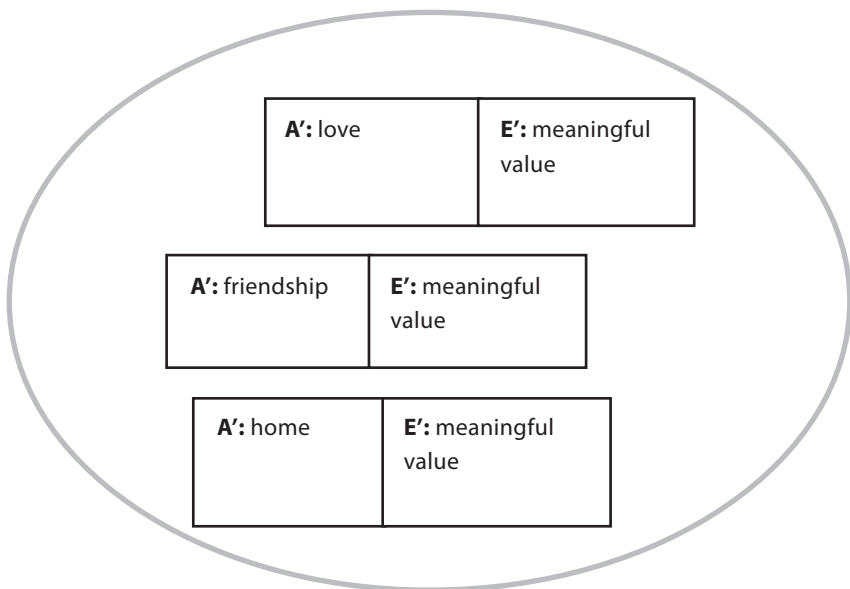 A′: love
E′: meaningful
value
A′: friendship
E′: meaningful
value
A′: home
E′: meaningful
value